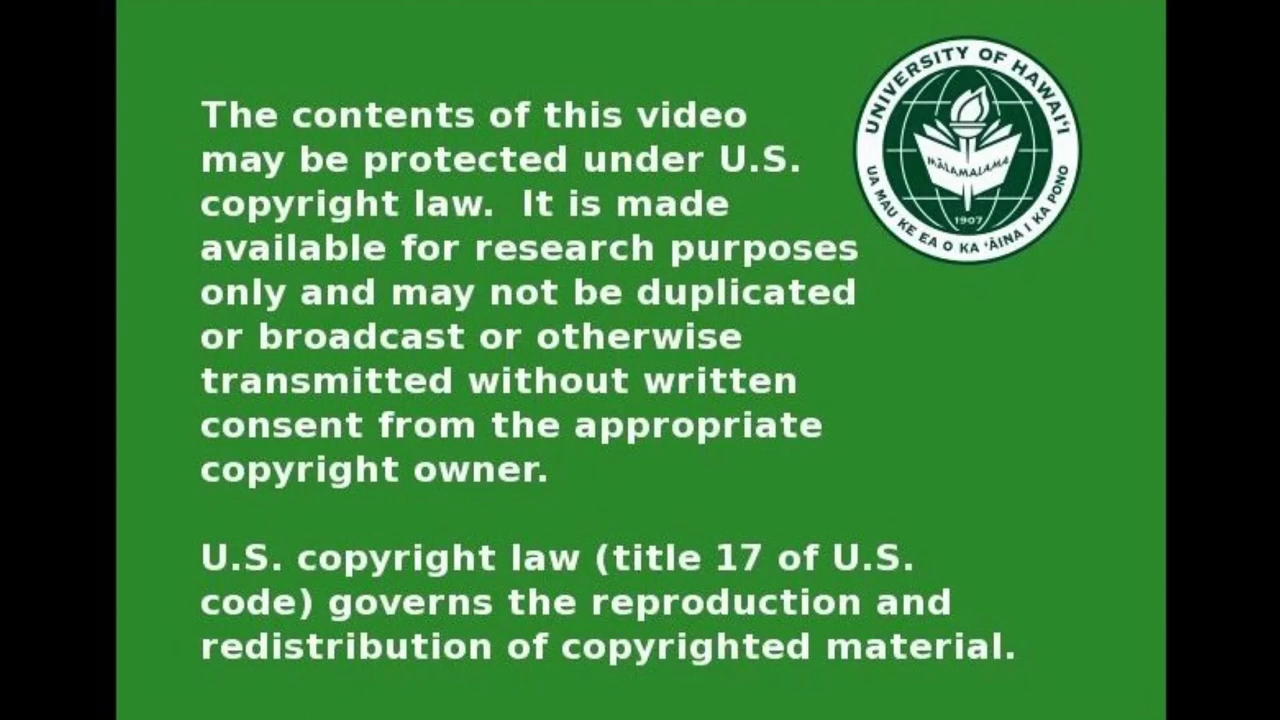 The contents of this video
may be protected under U.S.
copyright law.  It is made
available for research purposes
only and may not be duplicated
or broadcast or otherwise
transmitted without written
consent from the appropriate
copyright owner.
U.S. copyright law (title 17 of U.S.
code) governs the reproduction and
redistribution of copyrighted material.
UNIVERSITY OF HAWAIʻI
MĀLAMALAMA
1907
UA MAU KE EA O KA ʻĀINA I KA PONO